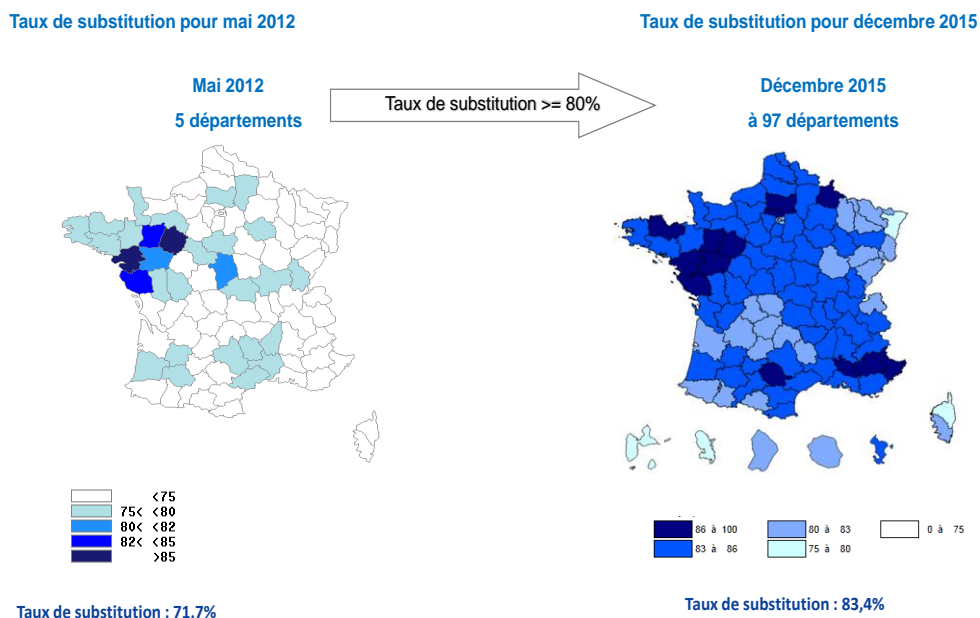 Taux de substitution pour mai 2012
Taux de substitution pour décembre 2015
Mai 2012
5 départements
Taux de substitution >= 80%
Décembre 2015
à 97 départements
<75
75< <80
80< <82
82< <85
>85
86 à 100
80 à 83
0 à 75
83 à 86
75 à 80
Taux de substitution : 71,7%
Taux de substitution : 83,4%